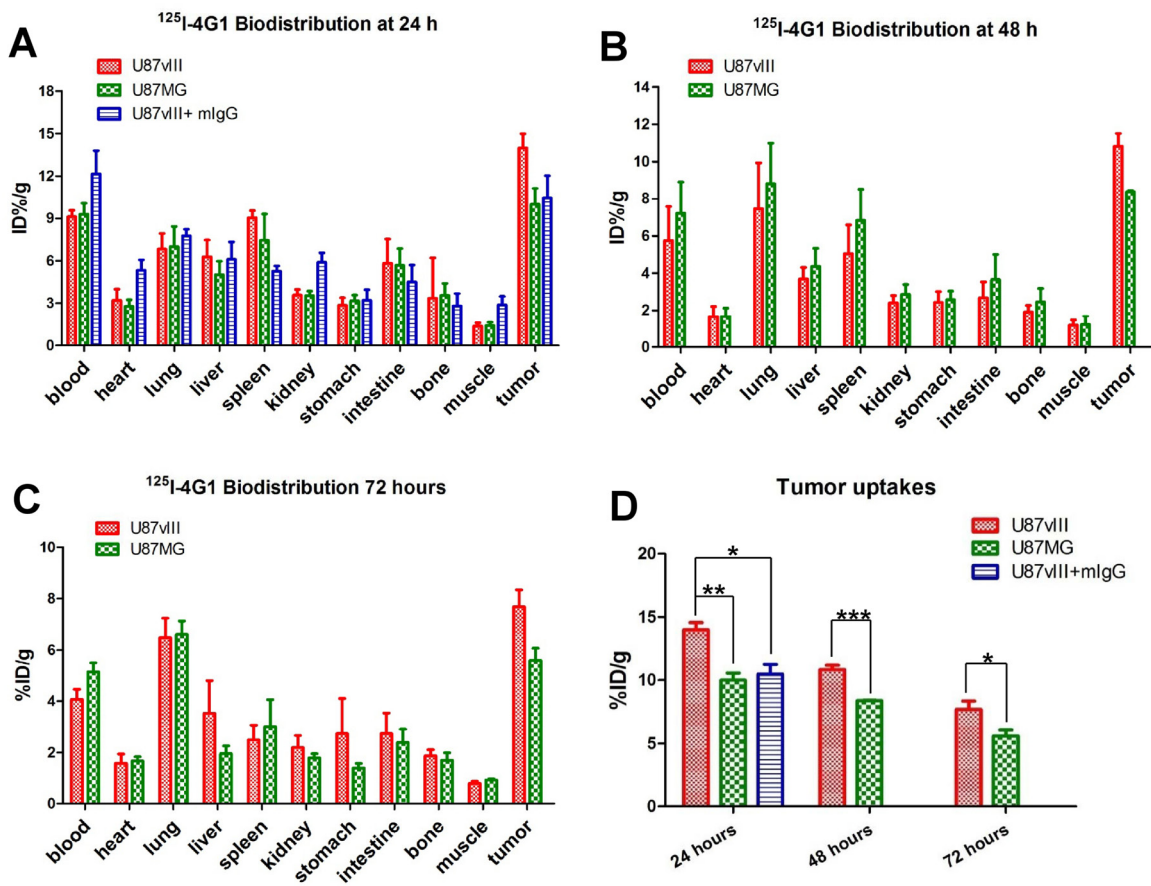 A
¹²⁵I-4G1 Biodistribution at 24 h
U87vIII
U87MG
U87vIII+ mIgG
ID%/g
18
15
12
9
6
3
0
blood
heart
lung
liver
spleen
kidney
stomach
intestine
bone
muscle
tumor
B
¹²⁵I-4G1 Biodistribution at 48 h
U87vIII
U87MG
ID%/g
14
12
10
8
6
4
2
0
blood
heart
lung
liver
spleen
kidney
stomach
intestine
bone
muscle
tumor
C
¹²⁵I-4G1 Biodistribution 72 hours
U87vIII
U87MG
%ID/g
10
8
6
4
2
0
blood
heart
lung
liver
spleen
kidney
stomach
intestine
bone
muscle
tumor
D
Tumor uptakes
U87vIII
U87MG
U87vIII+mIgG
%ID/g
20
15
10
5
0
*
**
***
*
24 hours
48 hours
72 hours